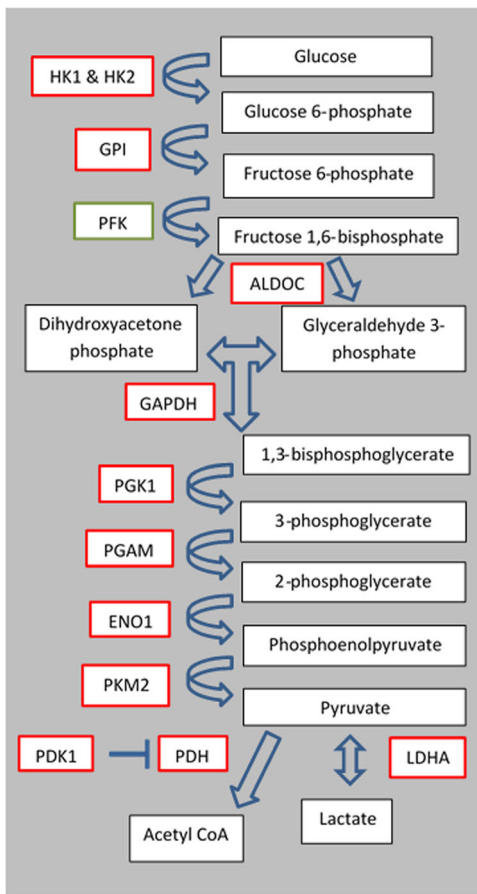 Glucose
HK1 & HK2
Glucose 6-phosphate
GPI
Fructose 6-phosphate
PFK
Fructose 1,6-bisphosphate
ALDOC
Dihydroxyacetone
phosphate
Glyceraldehyde 3-
phosphate
GAPDH
1,3-bisphosphoglycerate
PGK1
3-phosphoglycerate
PGAM
2-phosphoglycerate
ENO1
Phosphoenolpyruvate
PKM2
Pyruvate
PDK1
PDH
LDHA
Acetyl CoA
Lactate